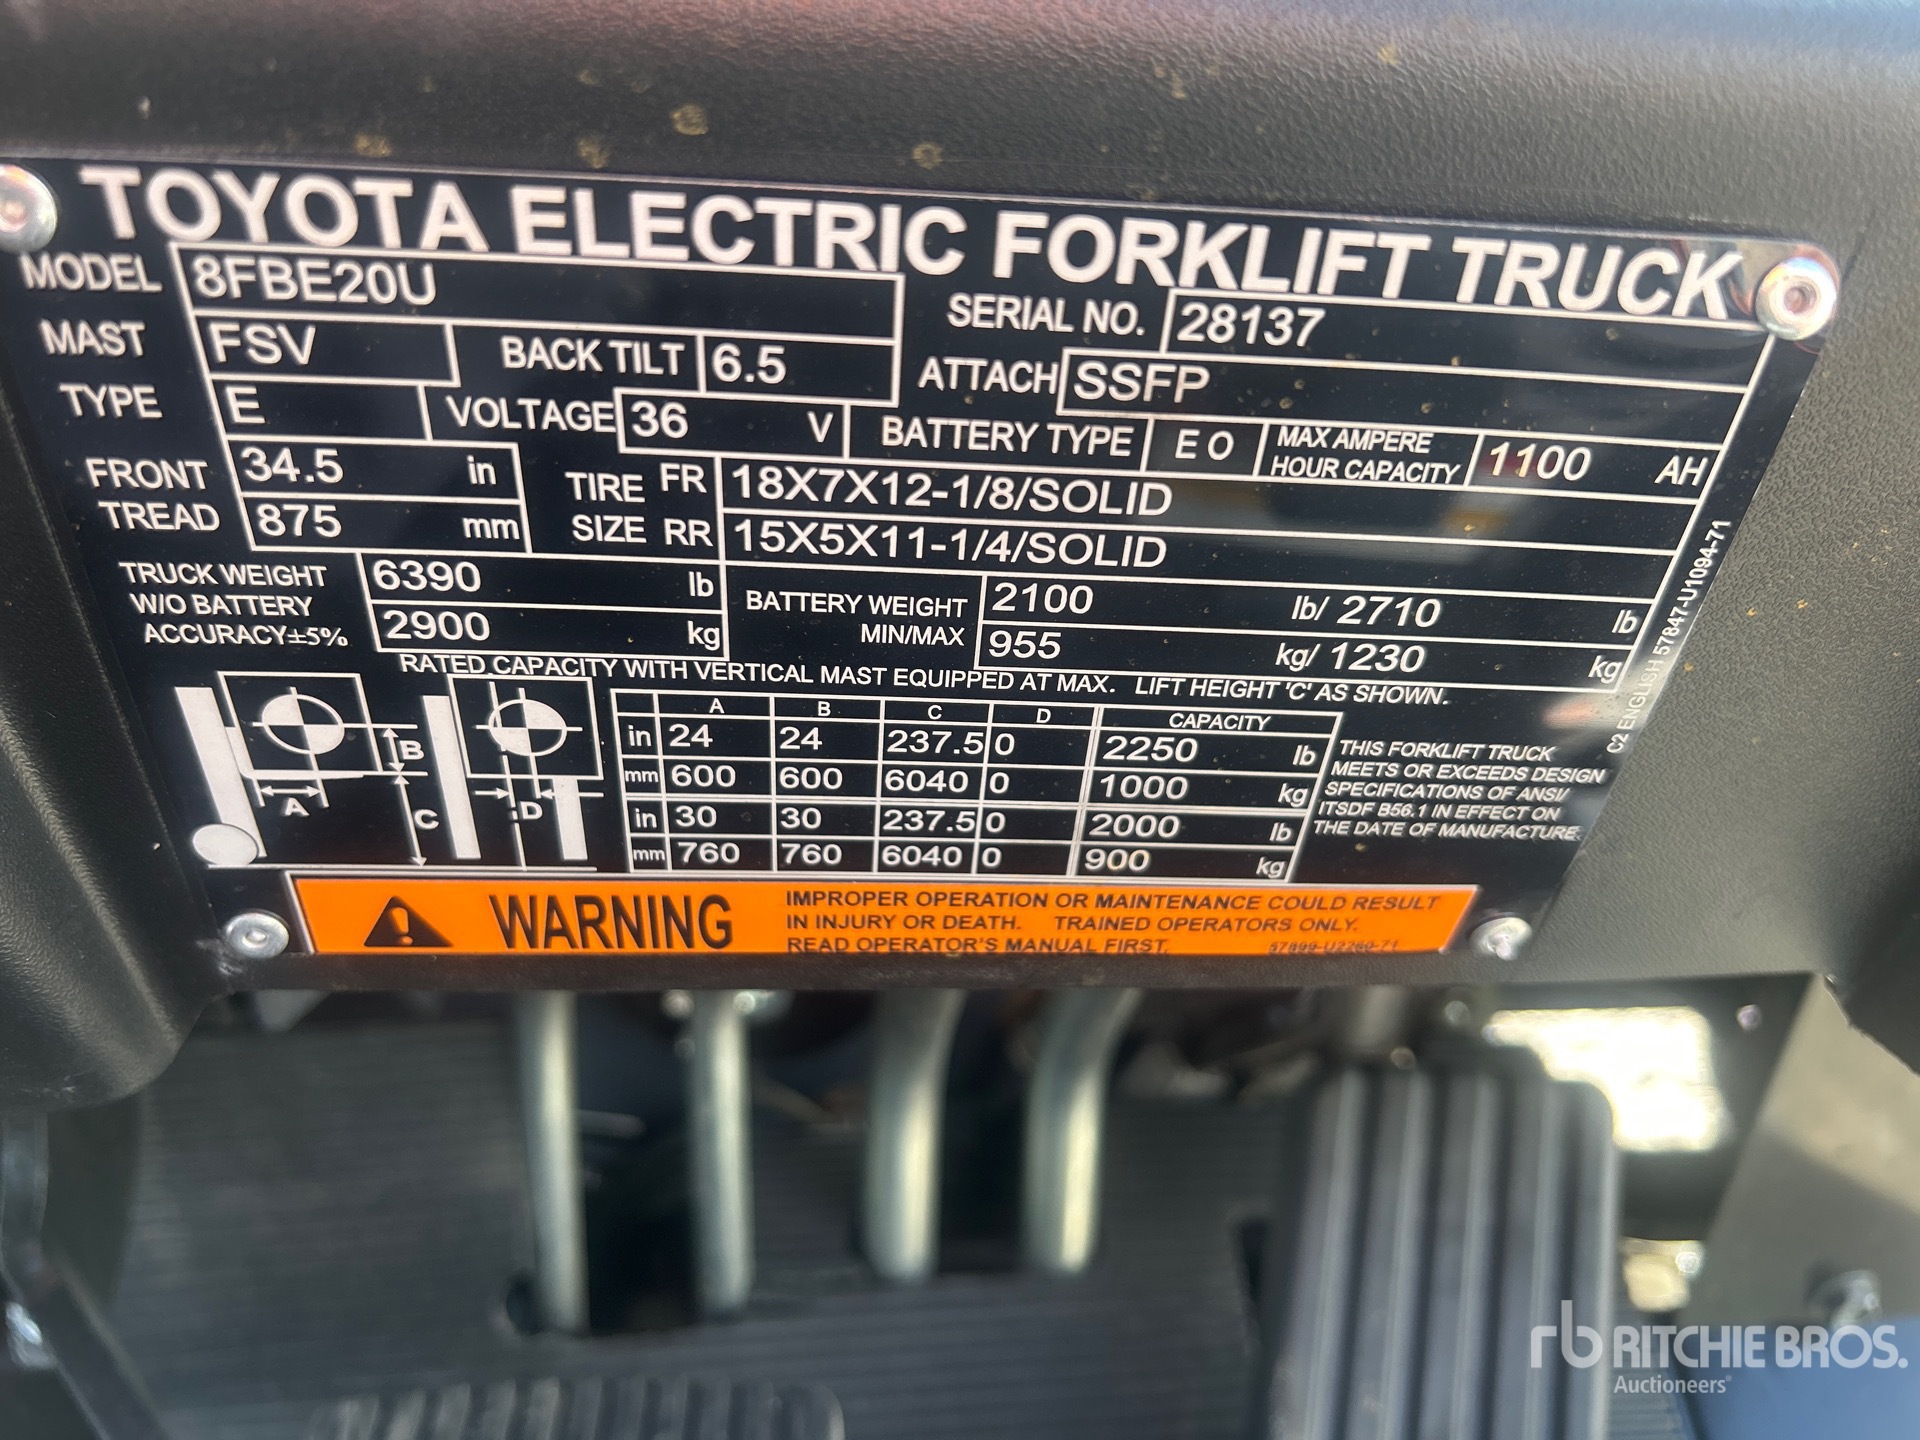 TOYOTA ELECTRIC FORKLIFT TRUCK
MODEL 8FBE20U SERIAL NO. 28137
MAST FSV BACK TILT 6.5 ATTACH SSFP
TYPE E VOLTAGE 36 V BATTERY TYPE E O MAX AMPERE HOUR CAPACITY 1100 AH
FRONT TREAD 34.5 in TIRE SIZE FR 18X7X12-1/8/SOLID
875 mm RR 15X5X11-1/4/SOLID
TRUCK WEIGHT W/O BATTERY ACCURACY±5% 6390 lb BATTERY WEIGHT MIN/MAX 2100 lb/ 2710 lb
2900 kg 955 kg/ 1230 kg
RATED CAPACITY WITH VERTICAL MAST EQUIPPED AT MAX. LIFT HEIGHT 'C' AS SHOWN.
A B C D CAPACITY
in 24 24 237.5 0 2250 lb
mm 600 600 6040 0 1000 kg
in 30 30 237.5 0 2000 lb
mm 760 760 6040 0 900 kg
B
A
C
D
THIS FORKLIFT TRUCK
MEETS OR EXCEEDS DESIGN
SPECIFICATIONS OF ANSI/
ITSDF B56.1 IN EFFECT ON
THE DATE OF MANUFACTURE.
C2 ENGLISH 57847-U1094-71
WARNING
IMPROPER OPERATION OR MAINTENANCE COULD RESULT
IN INJURY OR DEATH. TRAINED OPERATORS ONLY.
READ OPERATOR'S MANUAL FIRST. 57899-U2260-71
rb RITCHIE BROS.
Auctioneers